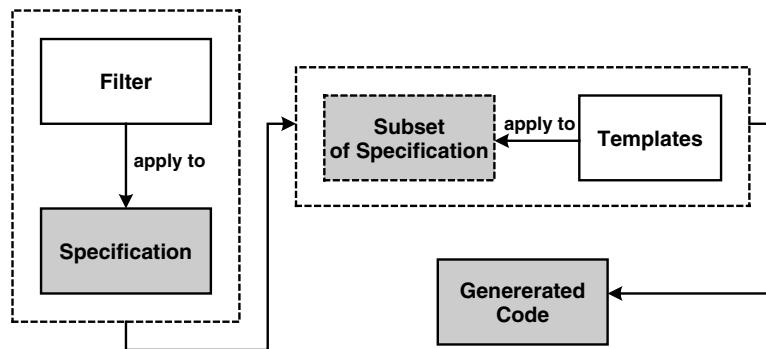 Filter
apply to
Specification
Subset
of Specification
apply to
Templates
Genererated
Code